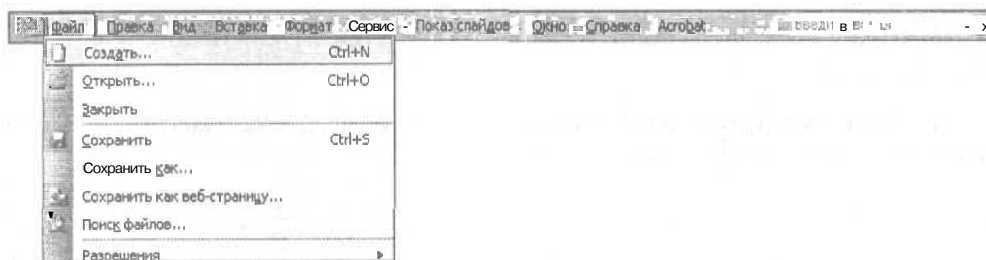 Файл Правка Вид Вставка Формат Сервис Показ слайдов Окно Справка Acrobat
Создать... Ctrl+N
Открыть... Ctrl+O
Закрыть
Сохранить Ctrl+S
Сохранить как...
Сохранить как веб-страницу...
Поиск файлов...
Разрешения